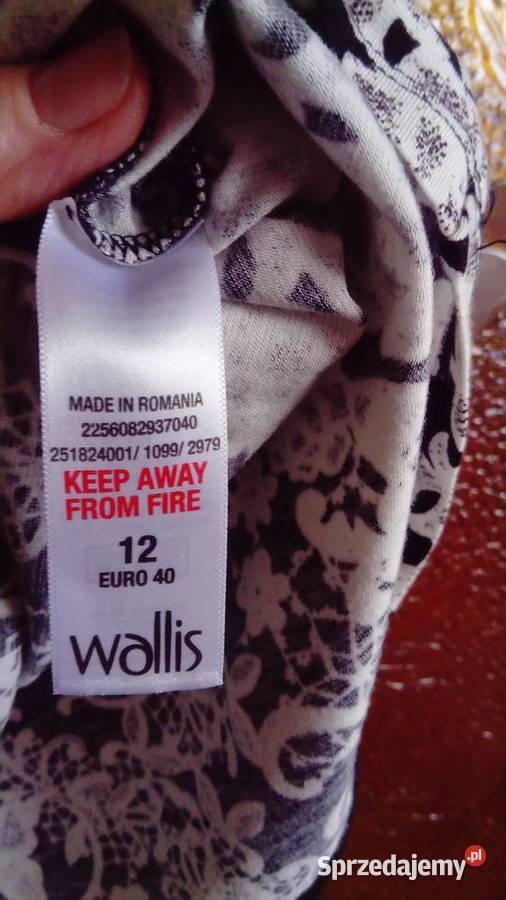 MADE IN ROMANIA
2256082937040
251824001/ 1099/ 2979
KEEP AWAY
FROM FIRE
12
EURO 40
wallis
Sprzedajemy.pl